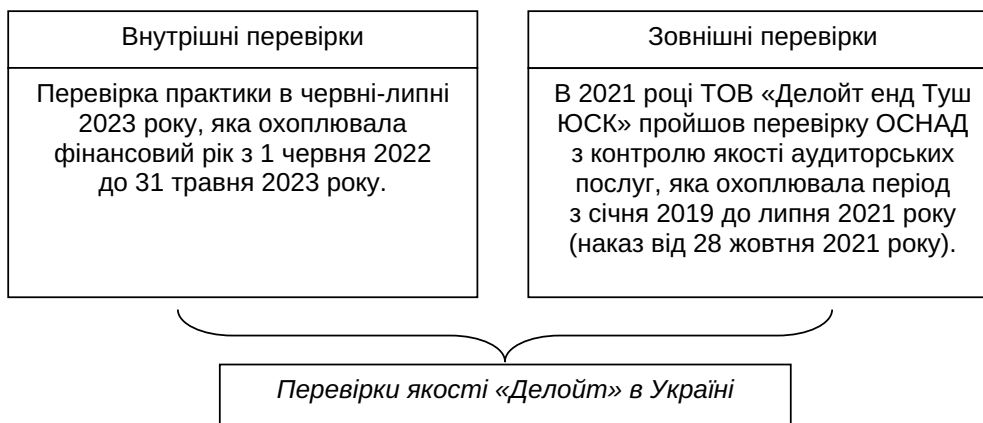 Внутрішні перевірки
Перевірка практики в червні-липні
2023 року, яка охоплювала
фінансовий рік з 1 червня 2022
до 31 травня 2023 року.
Зовнішні перевірки
В 2021 році ТОВ «Делойт енд Туш
ЮСК» пройшов перевірку ОСНАД
з контролю якості аудиторських
послуг, яка охоплювала період
з січня 2019 до липня 2021 року
(наказ від 28 жовтня 2021 року).
Перевірки якості «Делойт» в Україні